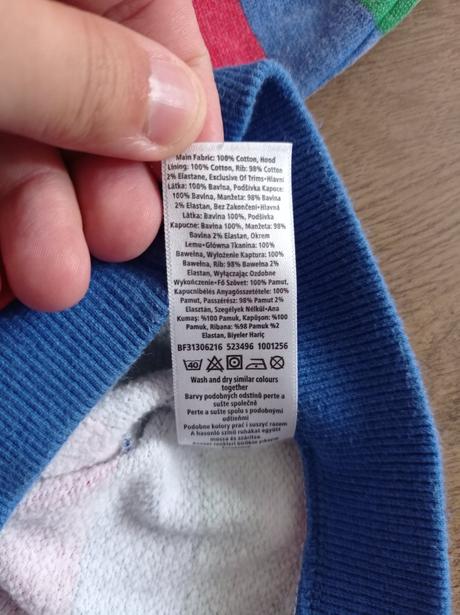 Main Fabric: 100% Cotton, Hood
Lining: 100% Cotton, Rib: 98% Cotton
2% Elastane, Exclusive Of Trims•Hlavní
Látka: 100% Bavlna, Podšívka Kapuce:
100% Bavlna, Manžeta: 98% Bavlna
2% Elastan, Bez Zakončení•Hlavná
Látka: Bavlna 100%, Podšívka
Kapucne: Bavlna 100%, Manžeta: 98%
Bavlna 2% Elastan, Okrem
Lemu•Główna Tkanina: 100%
Bawełna, Wyłożenie Kaptura: 100%
Bawełna, Rib: 98% Bawełna 2%
Elastan, Wyłączając Ozdobne
Wykończenie•Fő Szövet: 100% Pamut,
Kapucnibélés Anyagösszetétele: 100%
Pamut, Passzérész: 98% Pamut 2%
Elasztán, Szegélyek Nélkül•Ana
Kumaş: %100 Pamuk, Kapüşon: %100
Pamuk, Ribana: %98 Pamuk %2
Elastan, Biyeler Hariç
BF31306216 523496 1001256
40
Wash and dry similar colours
together
Barvy podobných odstínů perte a
sušte společně
Perte a sušte spolu s podobnými
odtieňmi
Podobne kolory prać i suszyć razem
A hasonló színű ruhákat együtt
mossa és szárítsa